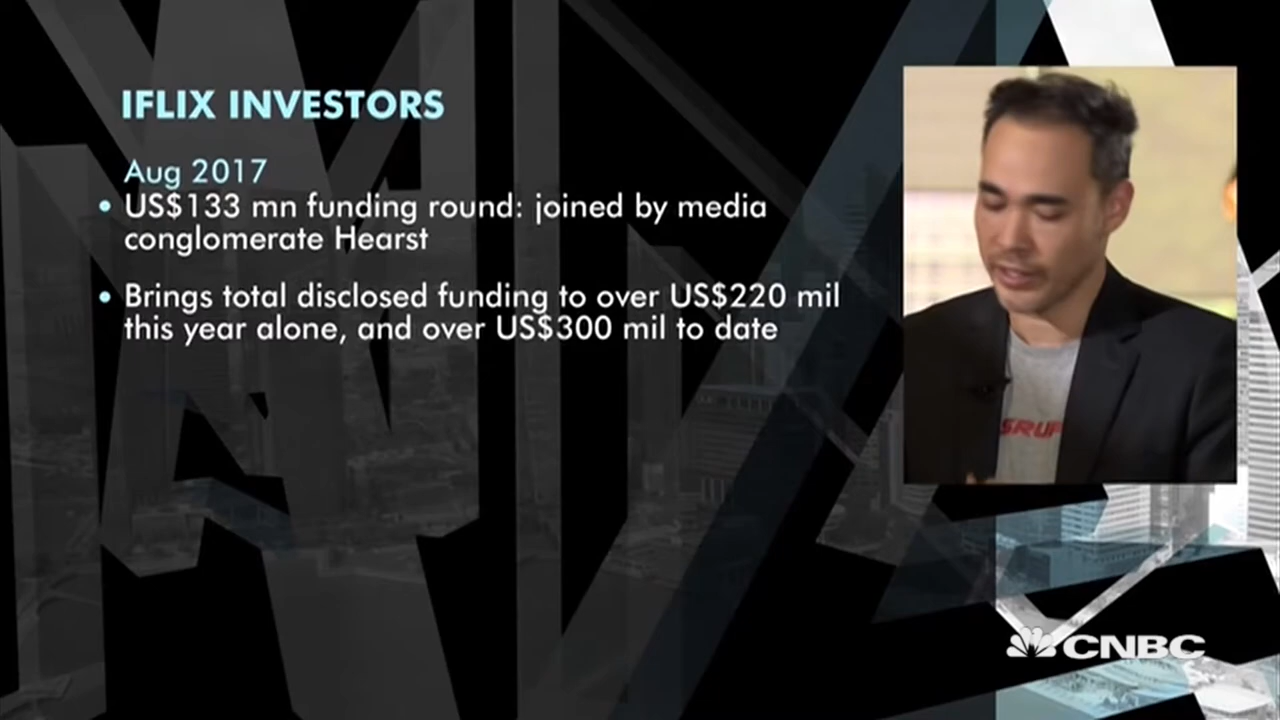 IFLIX INVESTORS
Aug 2017
• US$133 mn funding round: joined by media
conglomerate Hearst
• Brings total disclosed funding to over US$220 mil
this year alone, and over US$300 mil to date
SRUP
CNBC